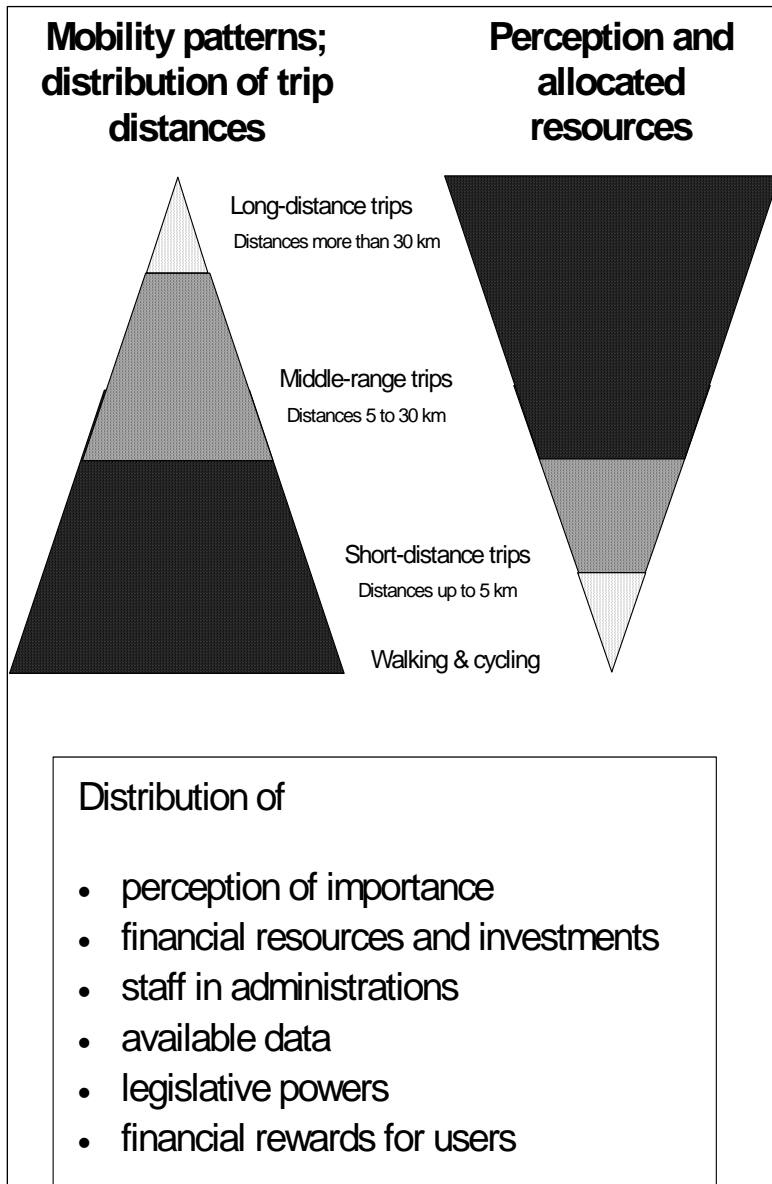 Mobility patterns;
distribution of trip
distances
Perception and
allocated
resources
Long-distance trips
Distances more than 30 km
Middle-range trips
Distances 5 to 30 km
Short-distance trips
Distances up to 5 km
Walking & cycling
Distribution of
• perception of importance
• financial resources and investments
• staff in administrations
• available data
• legislative powers
• financial rewards for users